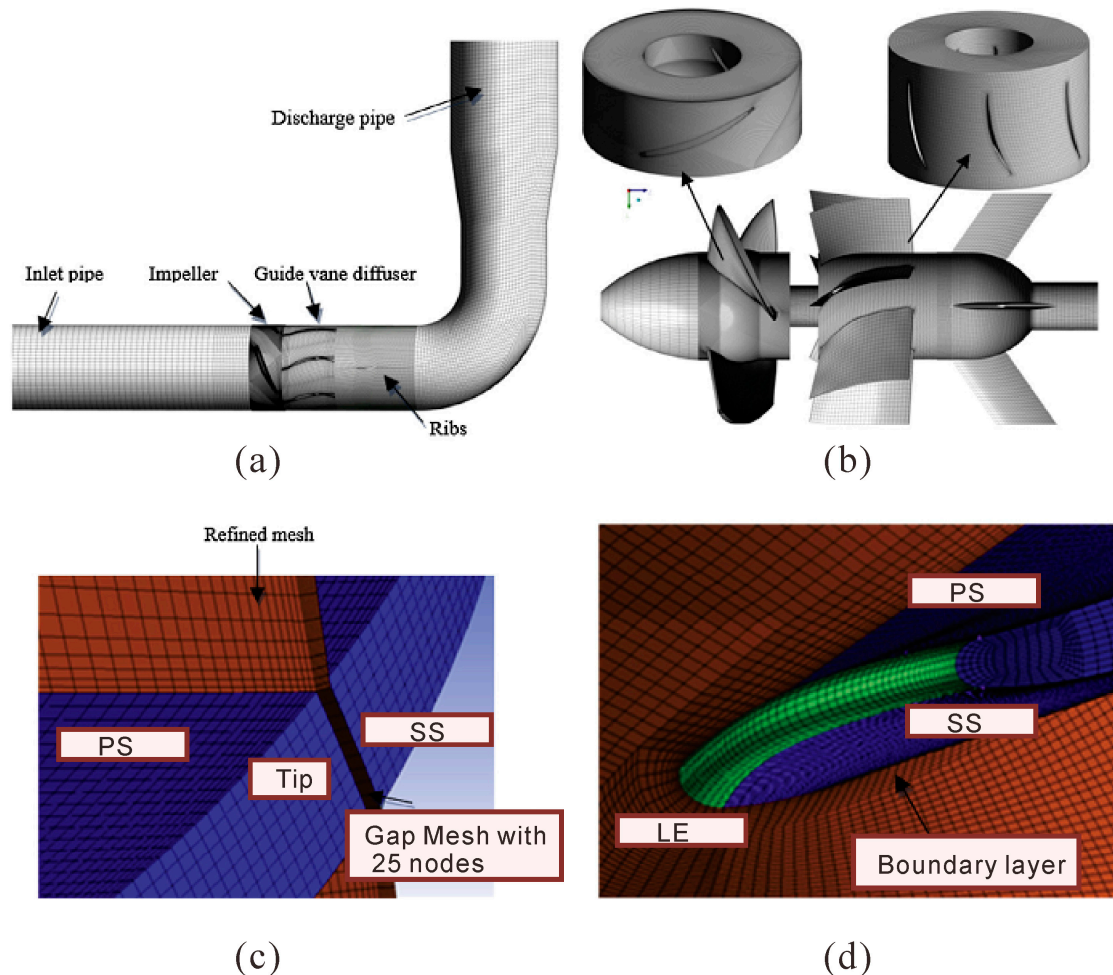 Discharge pipe
Inlet pipe
Impeller
Guide vane diffuser
Ribs
(a)
(b)
Refined mesh
PS
SS
Tip
Gap Mesh with
25 nodes
(c)
PS
SS
LE
Boundary layer
(d)